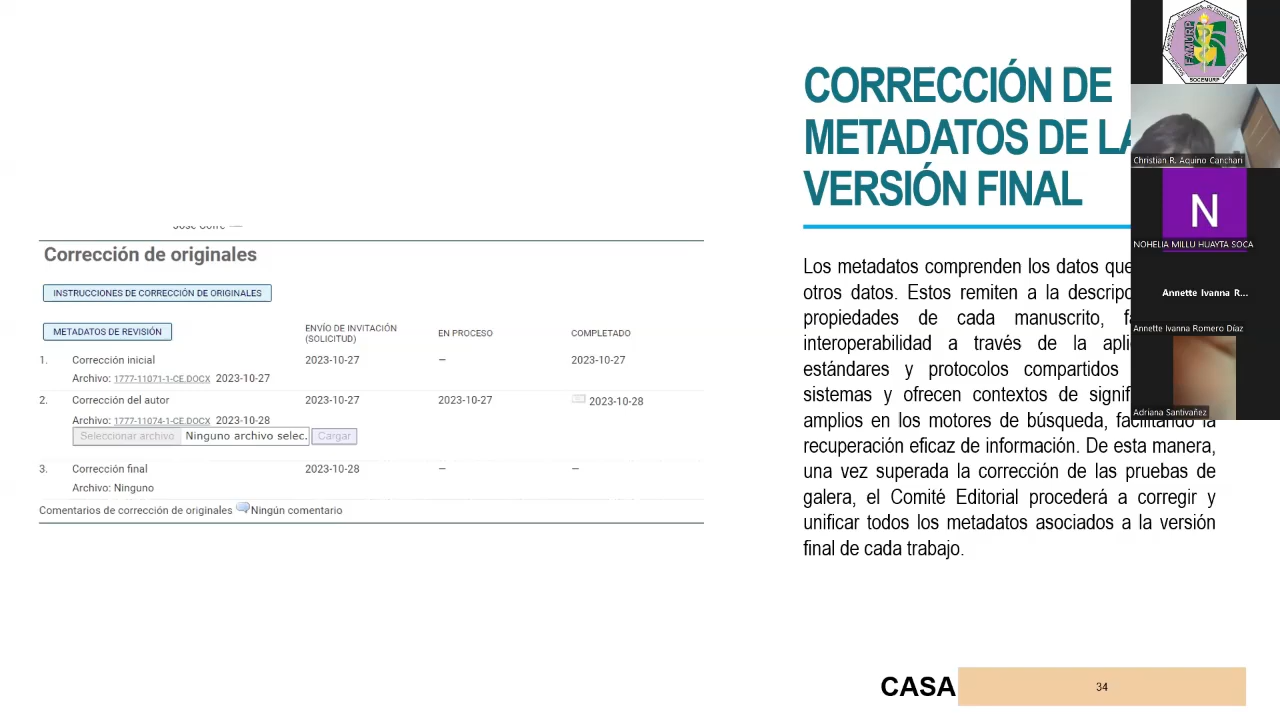 José Corre
Corrección de originales
INSTRUCCIONES DE CORRECCIÓN DE ORIGINALES
METADATOS DE REVISIÓN
ENVÍO DE INVITACIÓN (SOLICITUD)
EN PROCESO
COMPLETADO
1. Corrección inicial 2023-10-27 — 2023-10-27
Archivo: 1777-11071-1-CE.DOCX 2023-10-27
2. Corrección del autor 2023-10-27 2023-10-27 2023-10-28
Archivo: 1777-11074-1-CE.DOCX 2023-10-28
Seleccionar archivo Ninguno archivo selec. Cargar
3. Corrección final 2023-10-28 — —
Archivo: Ninguno
Comentarios de corrección de originales Ningún comentario
CORRECCIÓN DE
METADATOS DE LA
VERSIÓN FINAL
Los metadatos comprenden los datos que
otros datos. Estos remiten a la descripc
propiedades de cada manuscrito, fa
interoperabilidad a través de la apli
estándares y protocolos compartidos
sistemas y ofrecen contextos de signif
amplios en los motores de búsqueda, facilitando la
recuperación eficaz de información. De esta manera,
una vez superada la corrección de las pruebas de
galera, el Comité Editorial procederá a corregir y
unificar todos los metadatos asociados a la versión
final de cada trabajo.
CASA
34
FAMURP
SOCEMURP
Christian R. Aquino Canchari
N
NOHELIA MILLU HUAYTA SOCA
Annette Ivanna R...
Annette Ivanna Romero Díaz
Adriana Santivañez